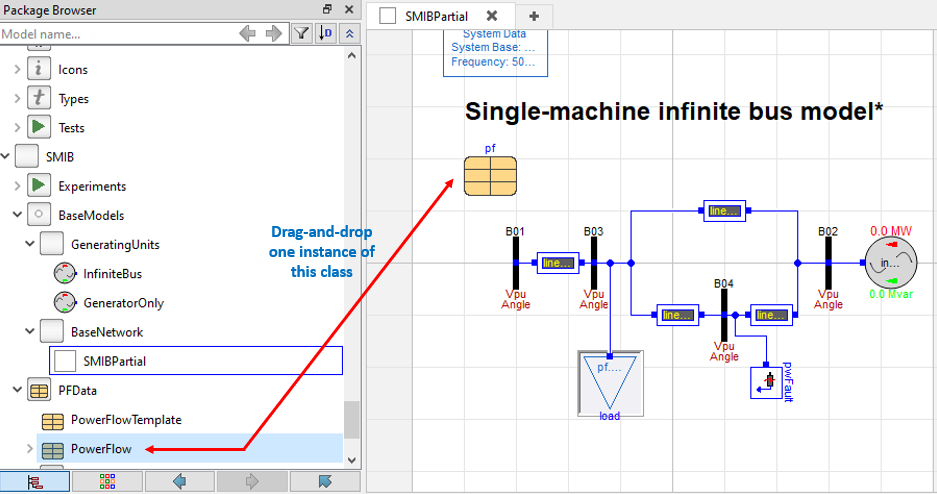 Package Browser
Model name...
Icons
Types
Tests
SMIB
Experiments
BaseModels
GeneratingUnits
InfiniteBus
GeneratorOnly
BaseNetwork
SMIBPartial
PFData
PowerFlowTemplate
PowerFlow
Drag-and-drop
one instance of
this class
SMIBPartial
System Data
System Base: ...
Frequency: 50...
Single-machine infinite bus model*
pf
line...
B01
B03
B02
0.0 MW
line...
in...
Vpu
Angle
Vpu
Angle
Vpu
Angle
0.0 Mvar
B04
line...
line...
Vpu
Angle
pf....
load
pwFault